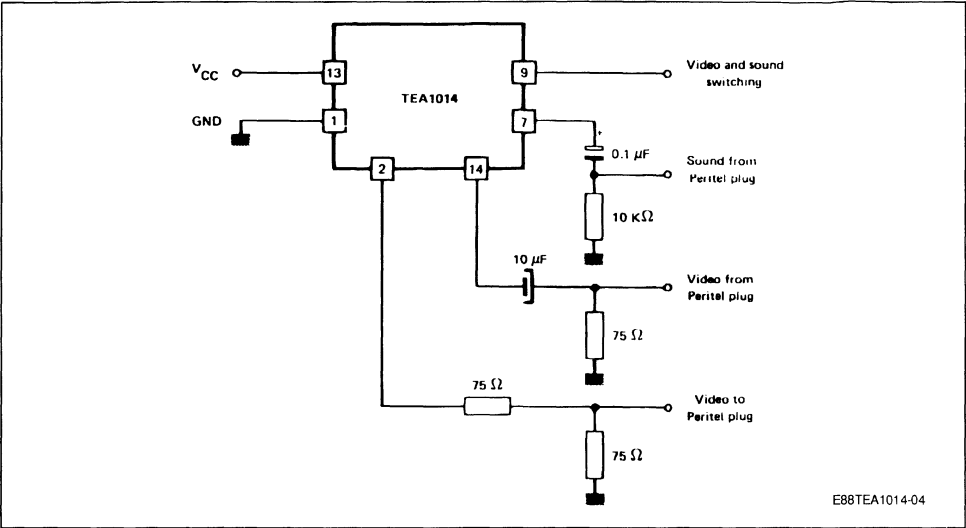 VCC
13
9
Video and sound
switching
TEA1014
GND
1
7
+
0.1 µF
2
14
Sound from
Peritel plug
10 KΩ
10 µF
Video from
Peritel plug
75 Ω
75 Ω
Video to
Peritel plug
75 Ω
E88TEA1014-04